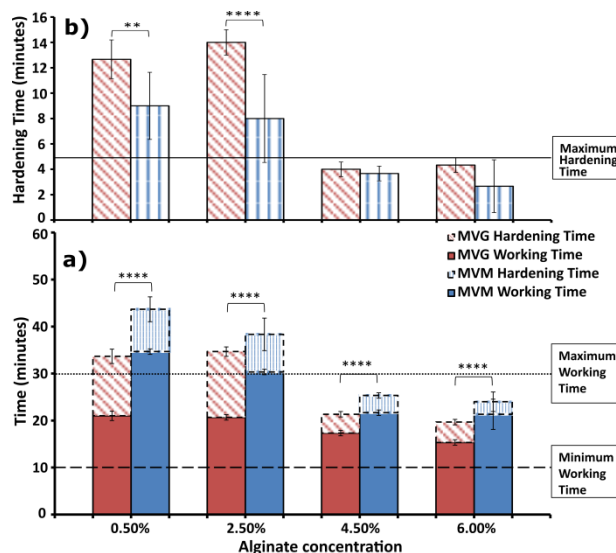 b)
** ****
Hardening Time (minutes)
16
14
12
10
8
6
4
2
0
Maximum
Hardening
Time
a)
**** **** **** ****
MVG Hardening Time
MVG Working Time
MVM Hardening Time
MVM Working Time
Time (minutes)
60
50
40
30
20
10
0
Maximum
Working
Time
Minimum
Working
Time
0.50% 2.50% 4.50% 6.00%
Alginate concentration